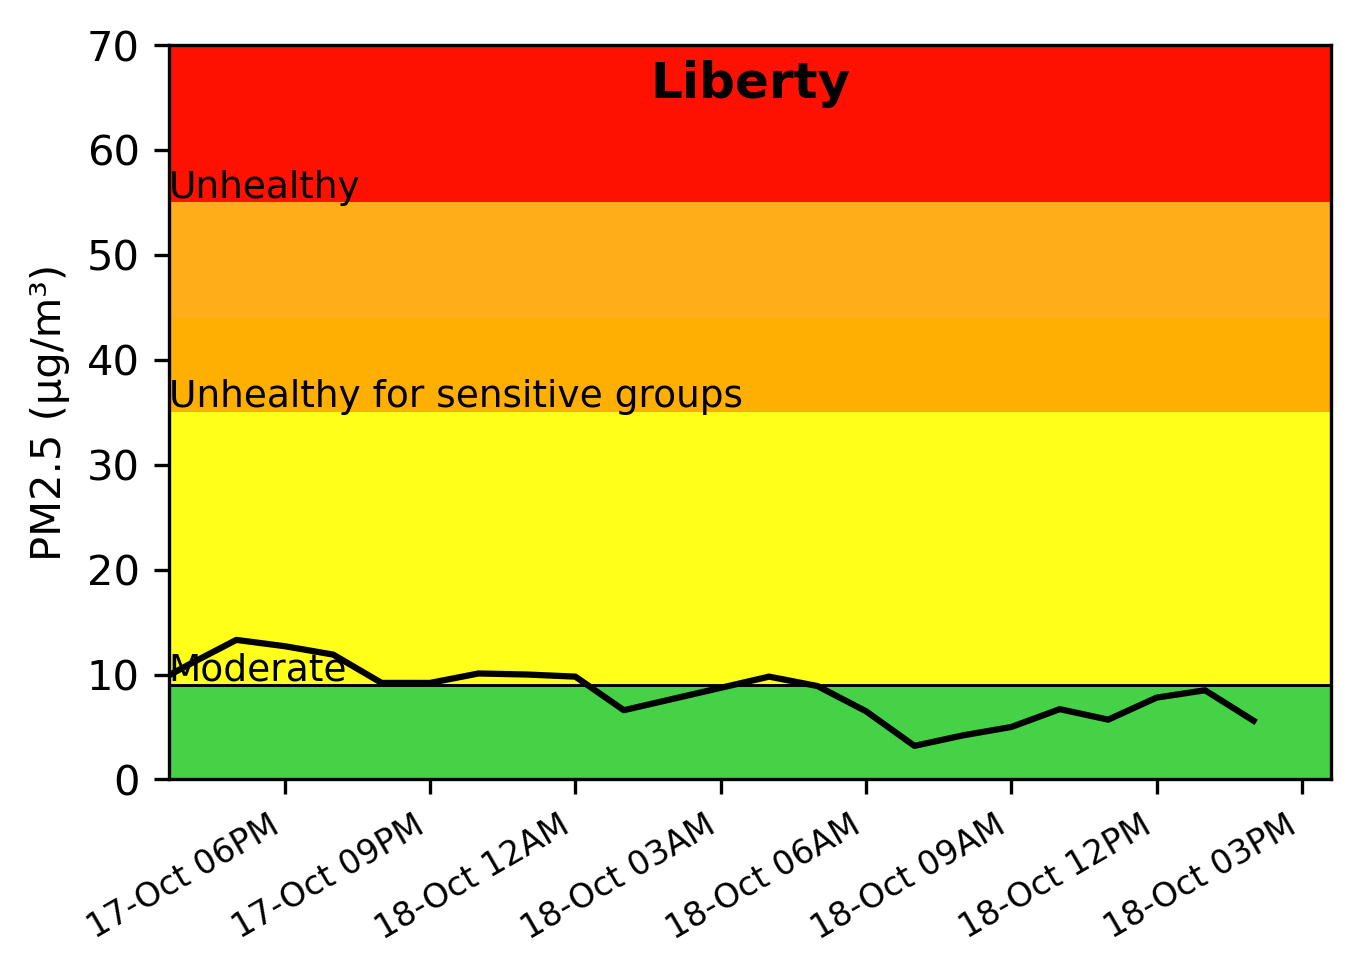 Liberty
PM2.5 (µg/m³)
70
60
50
40
30
20
10
0
Unhealthy
Unhealthy for sensitive groups
Moderate
17-Oct 06PM
17-Oct 09PM
18-Oct 12AM
18-Oct 03AM
18-Oct 06AM
18-Oct 09AM
18-Oct 12PM
18-Oct 03PM